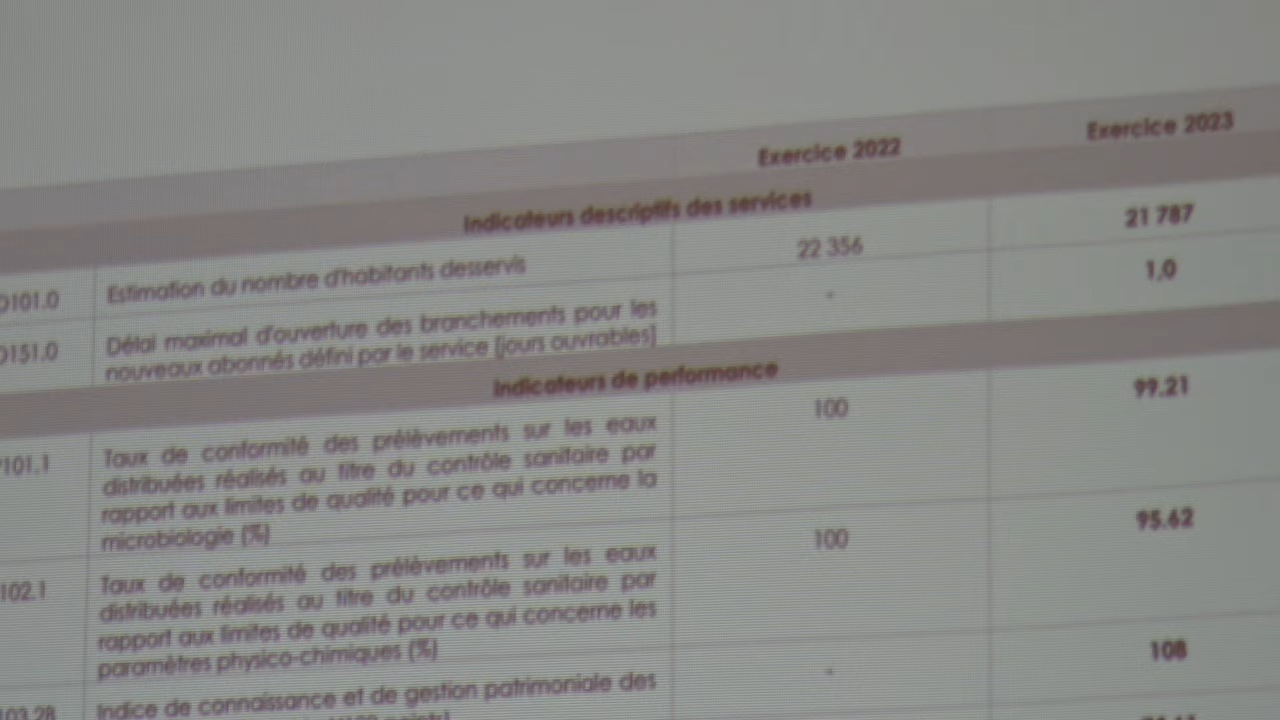 Exercice 2022 Exercice 2023
Indicateurs descriptifs des services
D101.0 Estimation du nombre d'habitants desservis 22 356 21 787
D151.0 Délai maximal d'ouverture des branchements pour les - 1,0
nouveaux abonnés défini par le service (jours ouvrables)
Indicateurs de performance
P101.1 Taux de conformité des prélèvements sur les eaux 100 99.21
distribuées réalisés au titre du contrôle sanitaire par
rapport aux limites de qualité pour ce qui concerne la
microbiologie (%)
102.1 Taux de conformité des prélèvements sur les eaux 100 95.62
distribuées réalisés au titre du contrôle sanitaire par
rapport aux limites de qualité pour ce qui concerne les
paramètres physico-chimiques (%)
103.2B Indice de connaissance et de gestion patrimoniale des - 108